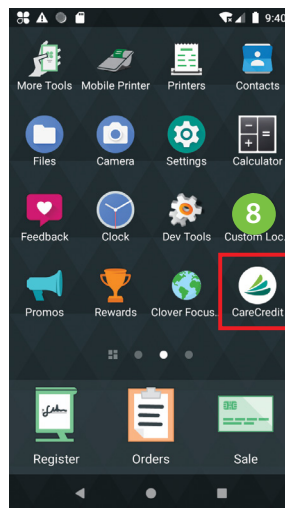 9:40
More Tools Mobile Printer Printers Contacts
Files Camera Settings Calculator
8
Feedback Clock Dev Tools Custom Loc.
Promos Rewards Clover Focus. CareCredit
Register Orders Sale